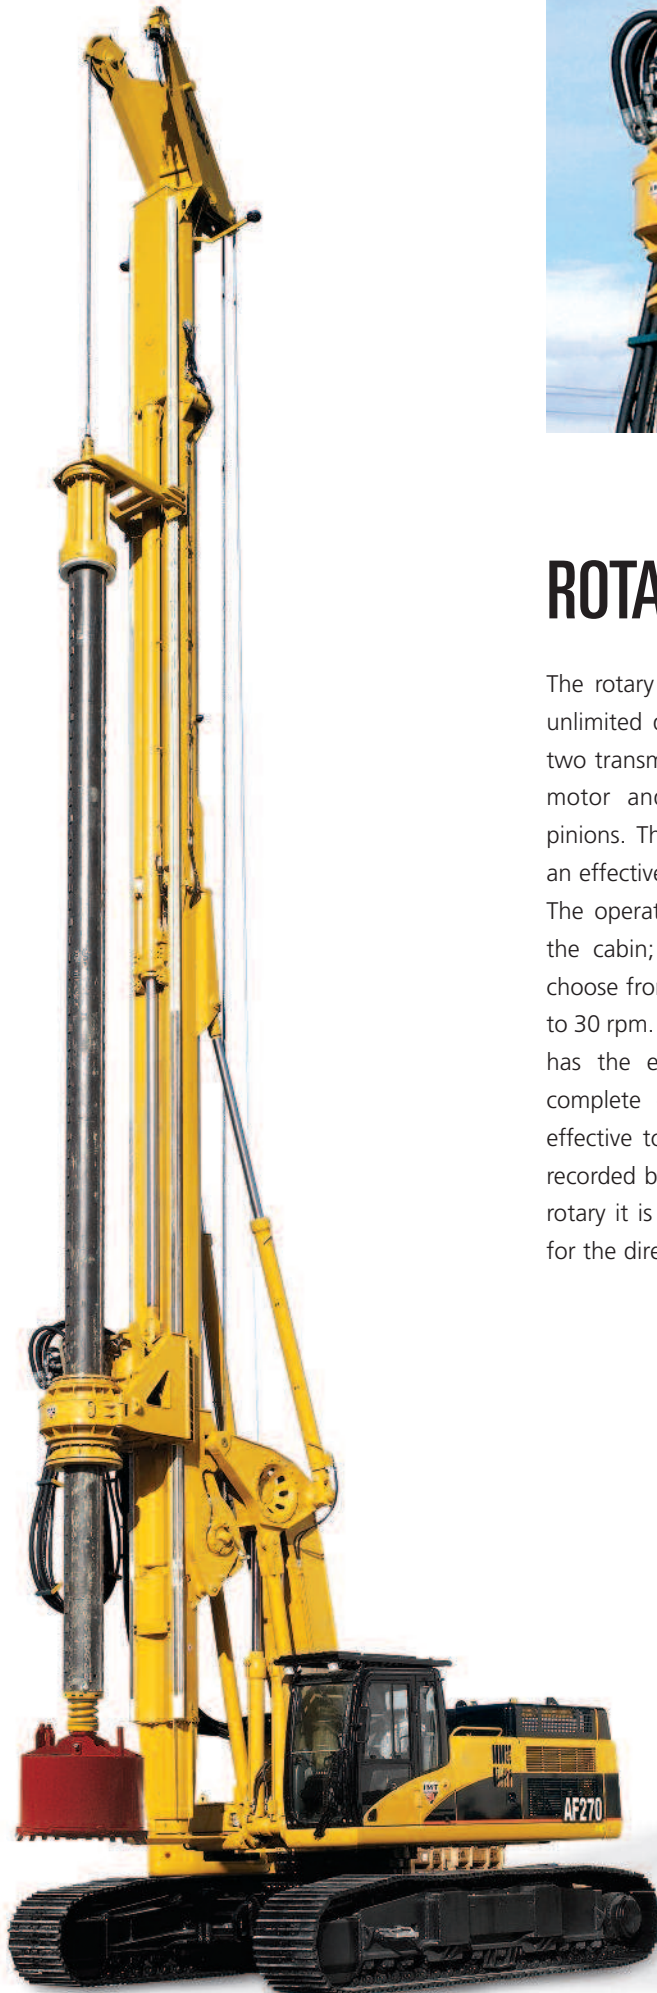 ROTA
The rotary
unlimited
two transm
motor and
pinions. Th
an effective
The operat
the cabin;
choose fro
to 30 rpm.
has the e
complete
effective to
recorded b
rotary it is
for the dire
IMT
AF270